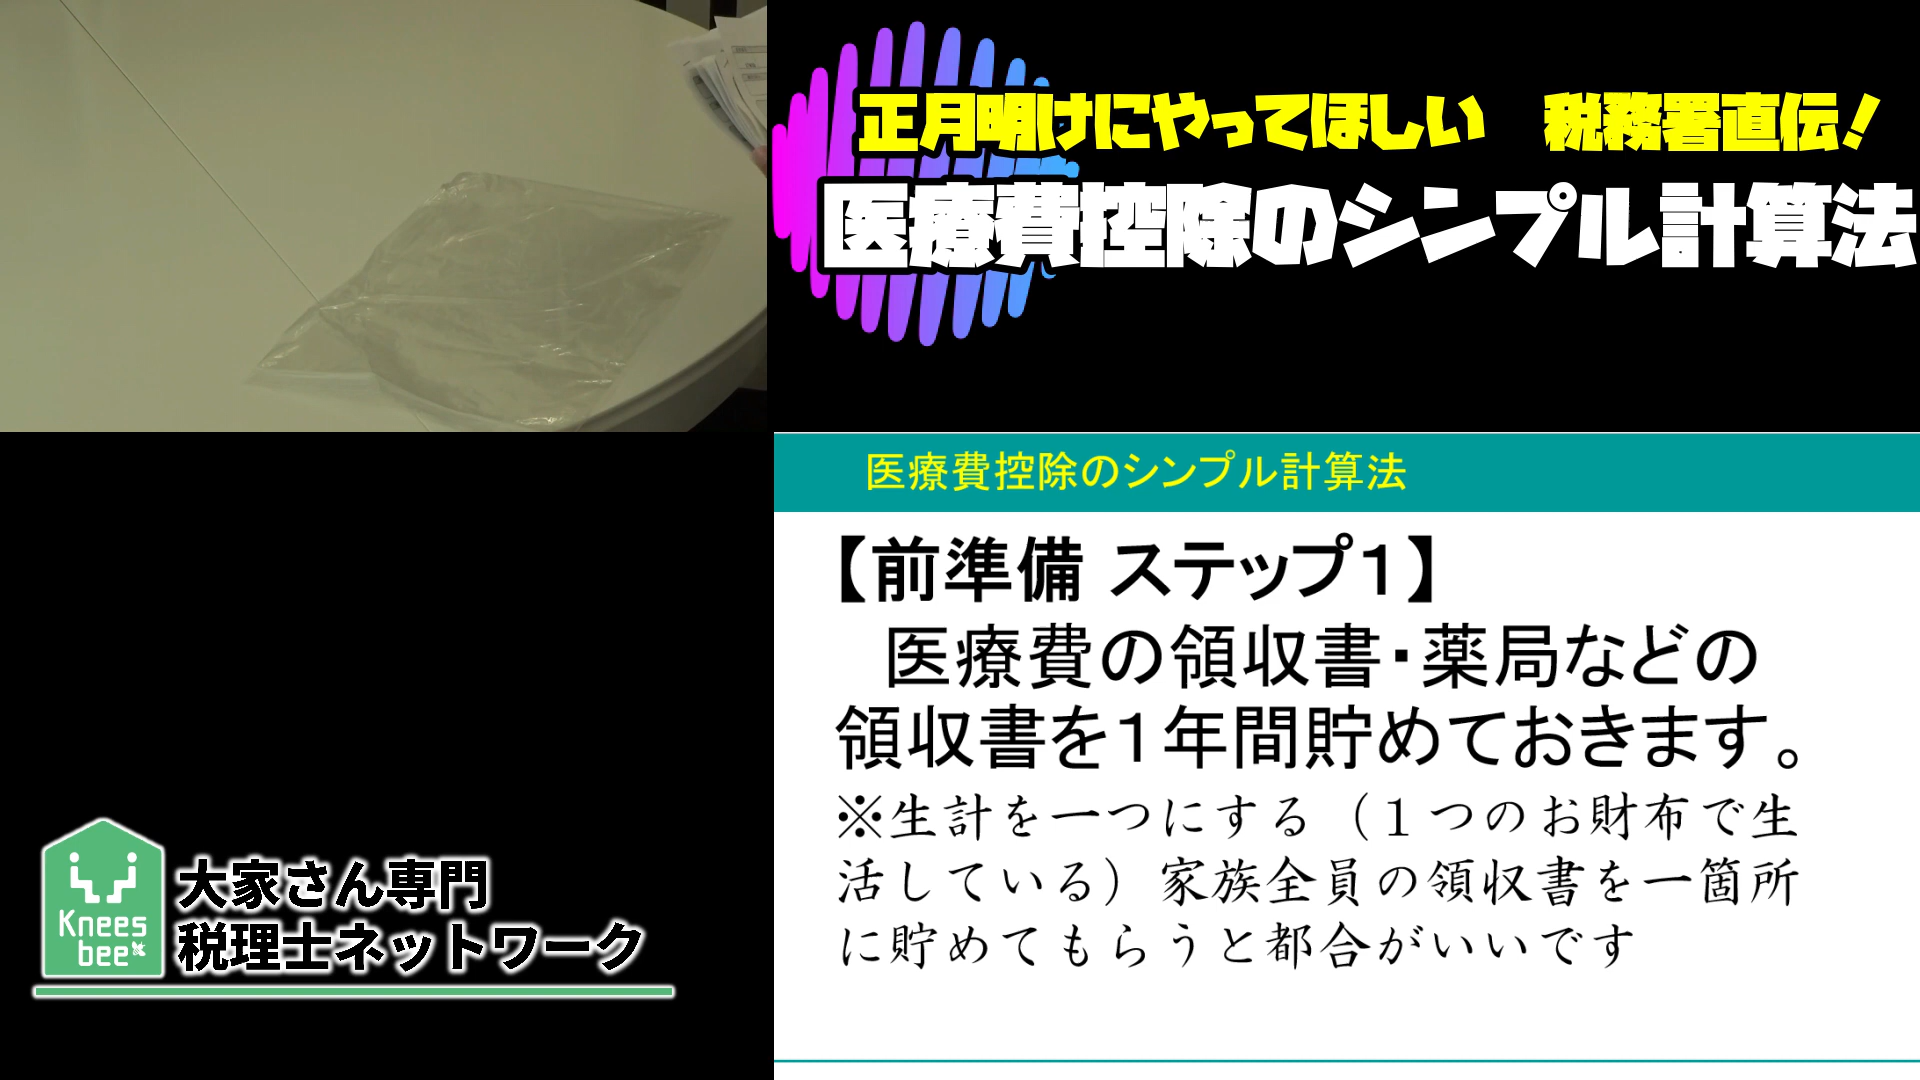 正月明けにやってほしい　税務署直伝!
医療費控除のシンプル計算法
医療費控除のシンプル計算法
【前準備 ステップ１】
医療費の領収書・薬局などの
領収書を１年間貯めておきます。
※生計を一つにする（１つのお財布で生
活している）家族全員の領収書を一箇所
に貯めてもらうと都合がいいです
Knees
bee
大家さん専門
税理士ネットワーク